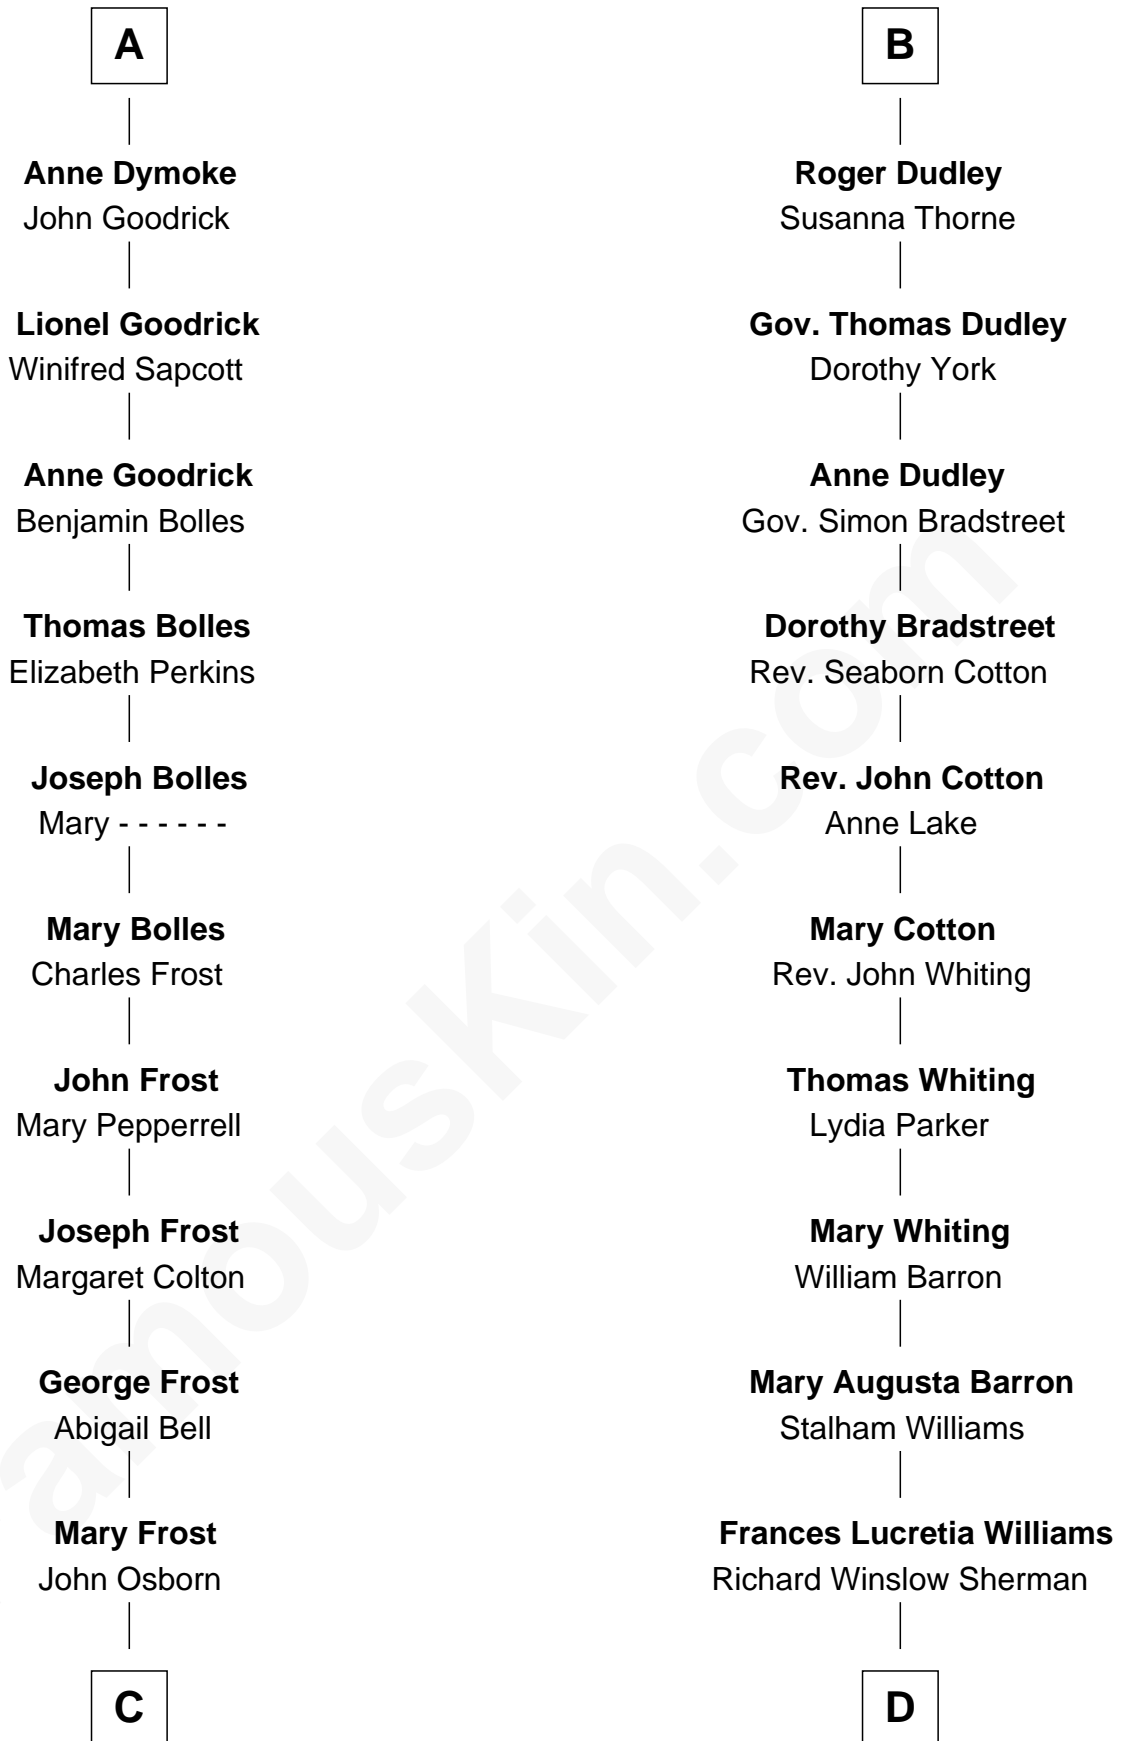 A
Anne Dymoke
John Goodrick
Lionel Goodrick
Winifred Sapcott
Anne Goodrick
Benjamin Bolles
Thomas Bolles
Elizabeth Perkins
Joseph Bolles
Mary - - - - - -
Mary Bolles
Charles Frost
John Frost
Mary Pepperrell
Joseph Frost
Margaret Colton
George Frost
Abigail Bell
Mary Frost
John Osborn
C
B
Roger Dudley
Susanna Thorne
Gov. Thomas Dudley
Dorothy York
Anne Dudley
Gov. Simon Bradstreet
Dorothy Bradstreet
Rev. Seaborn Cotton
Rev. John Cotton
Anne Lake
Mary Cotton
Rev. John Whiting
Thomas Whiting
Lydia Parker
Mary Whiting
William Barron
Mary Augusta Barron
Stalham Williams
Frances Lucretia Williams
Richard Winslow Sherman
D
amousKin.com